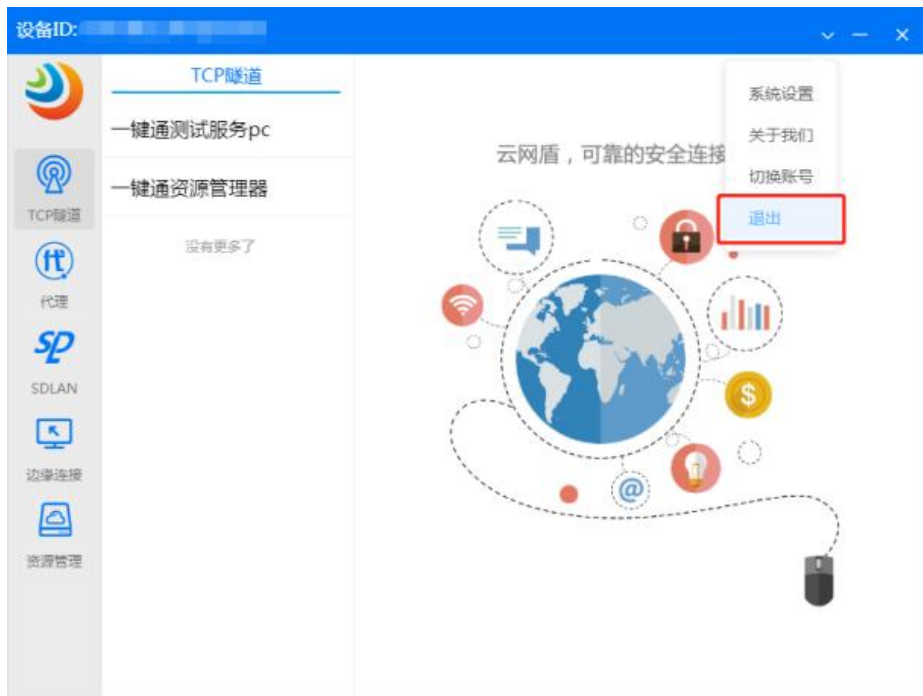 设备ID:
TCP隧道
一键通测试服务pc
一键通资源管理器
没有更多了
TCP隧道
代
代理
SD
SDLAN
边缘连接
资源管理
云网盾，可靠的安全连接
系统设置
关于我们
切换账号
退出
$
@